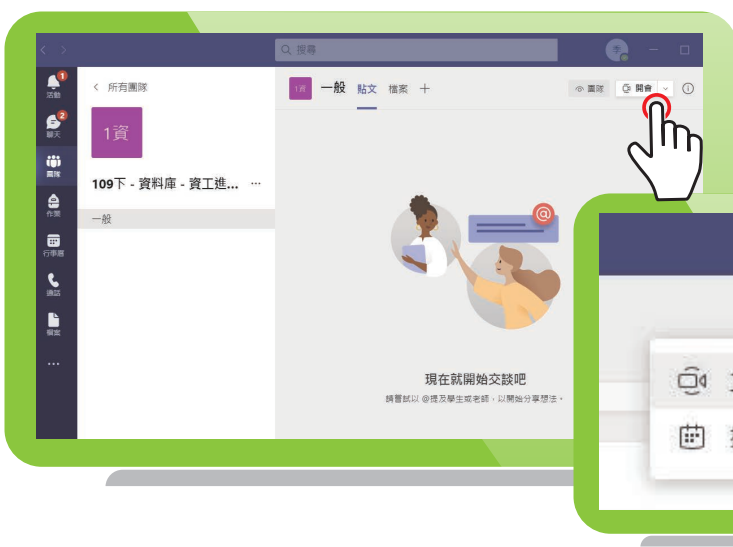 搜尋
李
1
活動
2
聊天
團隊
作業
行事曆
通話
檔案
< 所有團隊
1資
109下 - 資料庫 - 資工進... ...
一般
1資 一般 貼文 檔案 +
團隊 開會
@
現在就開始交談吧
請嘗試以 @提及學生或老師，以開始分享想法。